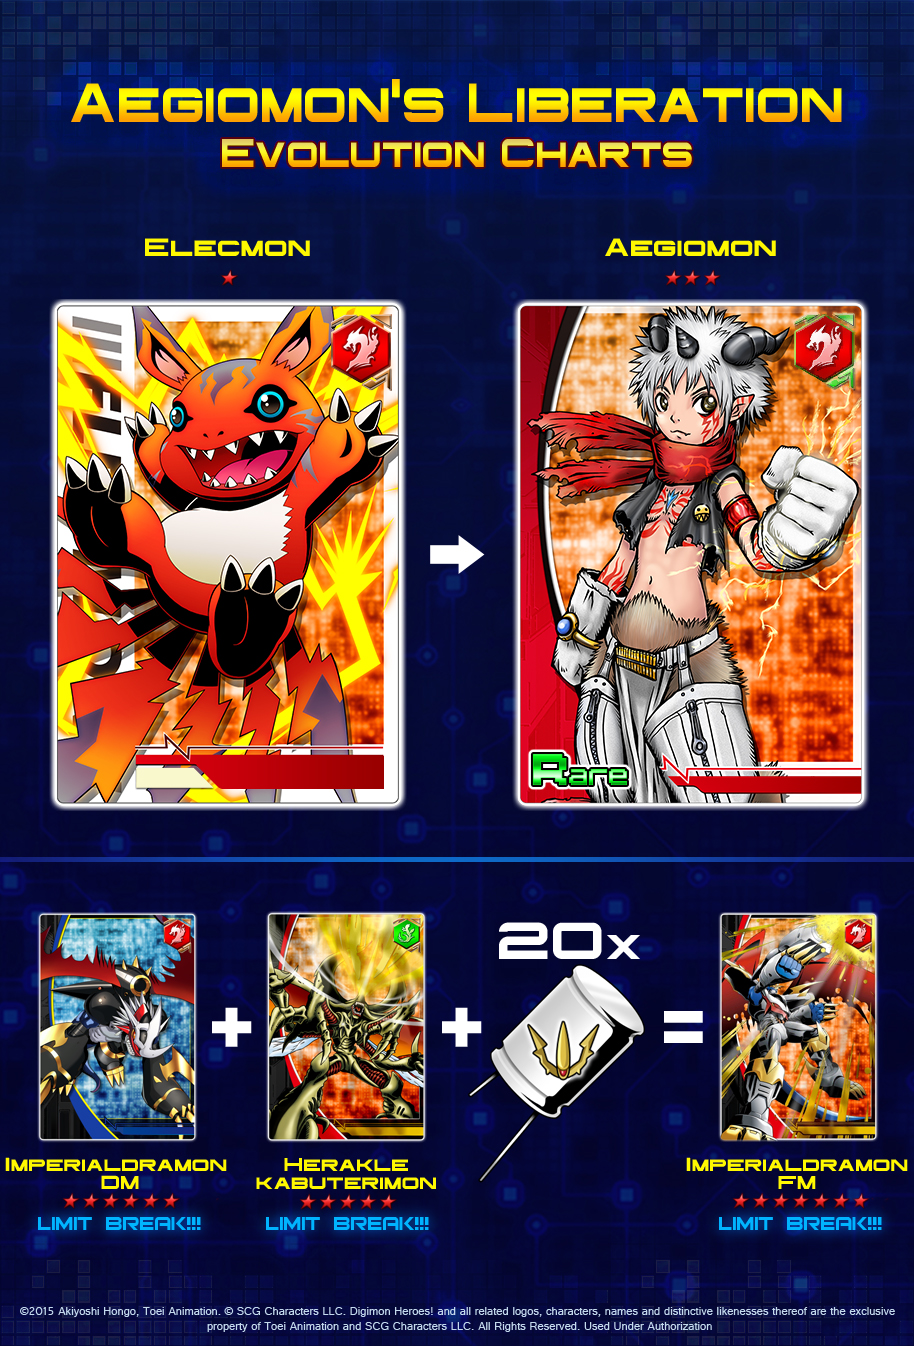 Aegiomon's Liberation
Evolution Charts
Elecmon
Aegiomon
Rare
20x
Imperialdramon
DM
Herakle
kabuterimon
Imperialdramon
FM
LIMIT BREAK!!!
LIMIT BREAK!!!
LIMIT BREAK!!!
©2015 Akiyoshi Hongo, Toei Animation. © SCG Characters LLC. Digimon Heroes! and all related logos, characters, names and distinctive likenesses thereof are the exclusive
property of Toei Animation and SCG Characters LLC. All Rights Reserved. Used Under Authorization